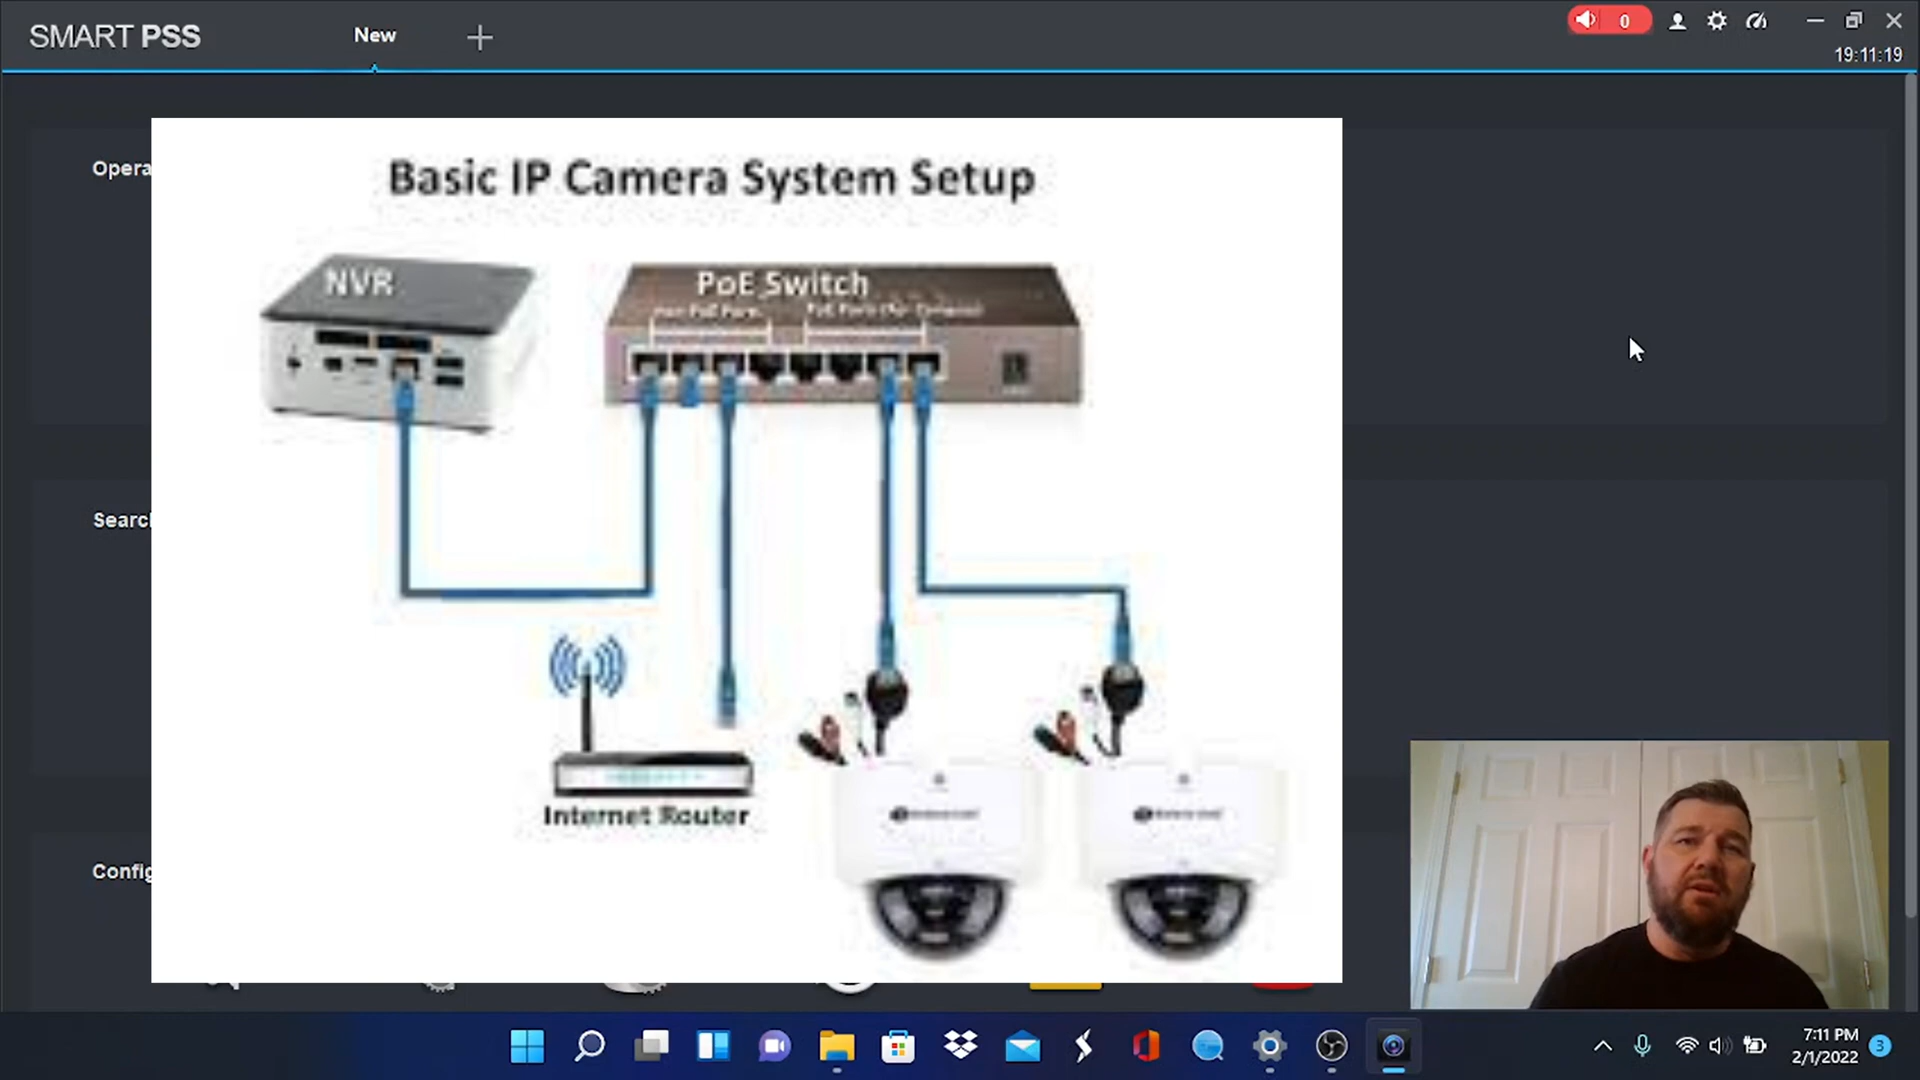 SMART PSS
New
0
19:11:19
Opera
Basic IP Camera System Setup
NVR
PoE Switch
Search
Internet Router
Config
7:11 PM
2/1/2022
3